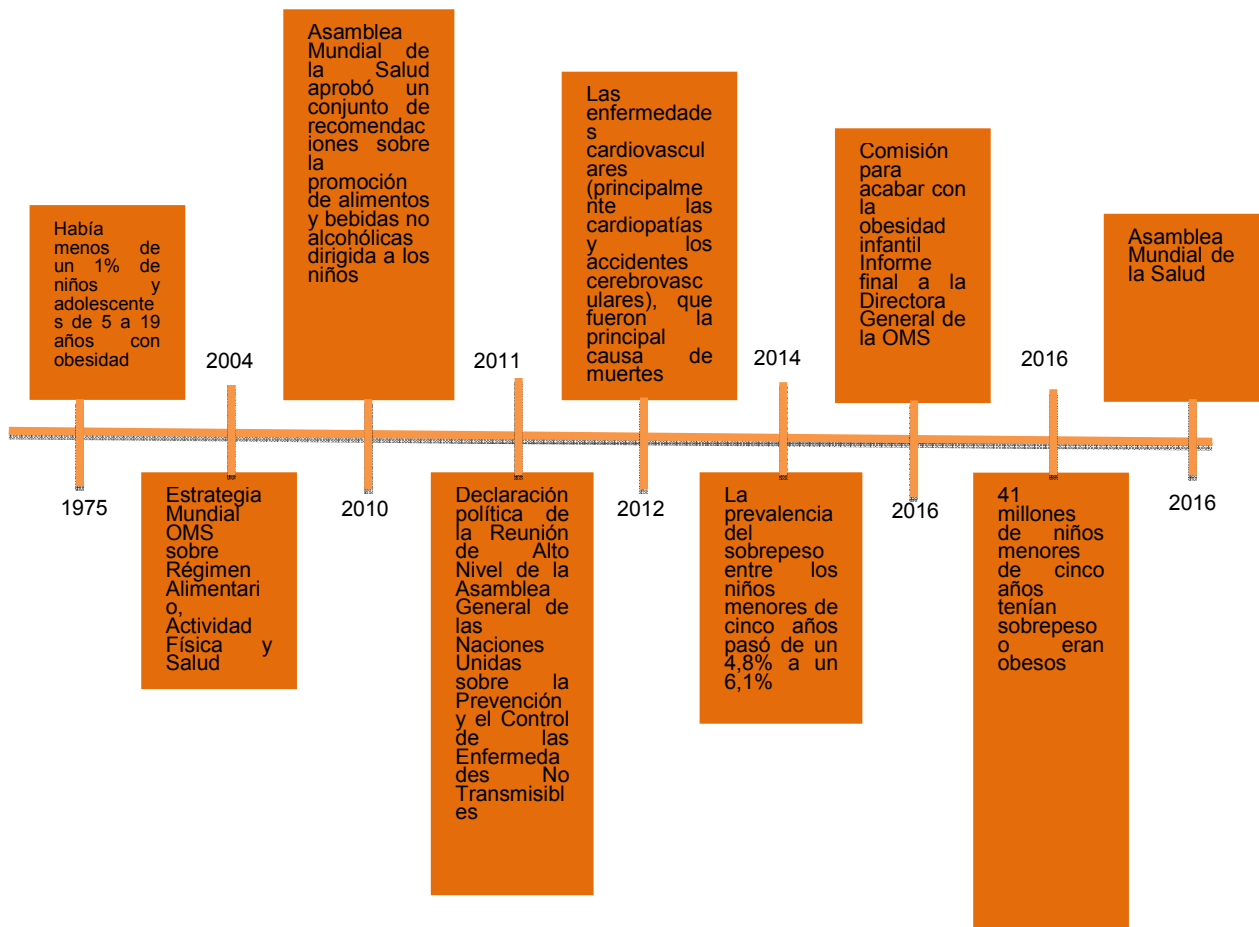 Había
menos de
un 1% de
niños y
adolescente
s de 5 a 19
años con
obesidad
1975
2004
Estrategia
Mundial
OMS
sobre
Régimen
Alimentari
o,
Actividad
Física y
Salud
Asamblea
Mundial de
la Salud
aprobó un
conjunto de
recomendac
iones sobre
la
promoción
de alimentos
y bebidas no
alcohólicas
dirigida a los
niños
2010
2011
Declaración
política de
la Reunión
de Alto
Nivel de la
Asamblea
General de
las
Naciones
Unidas
sobre la
Prevención
y el Control
de las
Enfermeda
des No
Transmisibl
es
Las
enfermedade
s
cardiovascul
ares
(principalme
nte las
cardiopatías
y los
accidentes
cerebrovasc
ulares), que
fueron la
principal
causa de
muertes
2012
2014
La
prevalencia
del
sobrepeso
entre los
niños
menores de
cinco años
pasó de un
4,8% a un
6,1%
Comisión
para
acabar con
la
obesidad
infantil
Informe
final a la
Directora
General de
la OMS
2016
2016
41
millones
de niños
menores
de cinco
años
tenían
sobrepeso
o eran
obesos
Asamblea
Mundial de
la Salud
2016